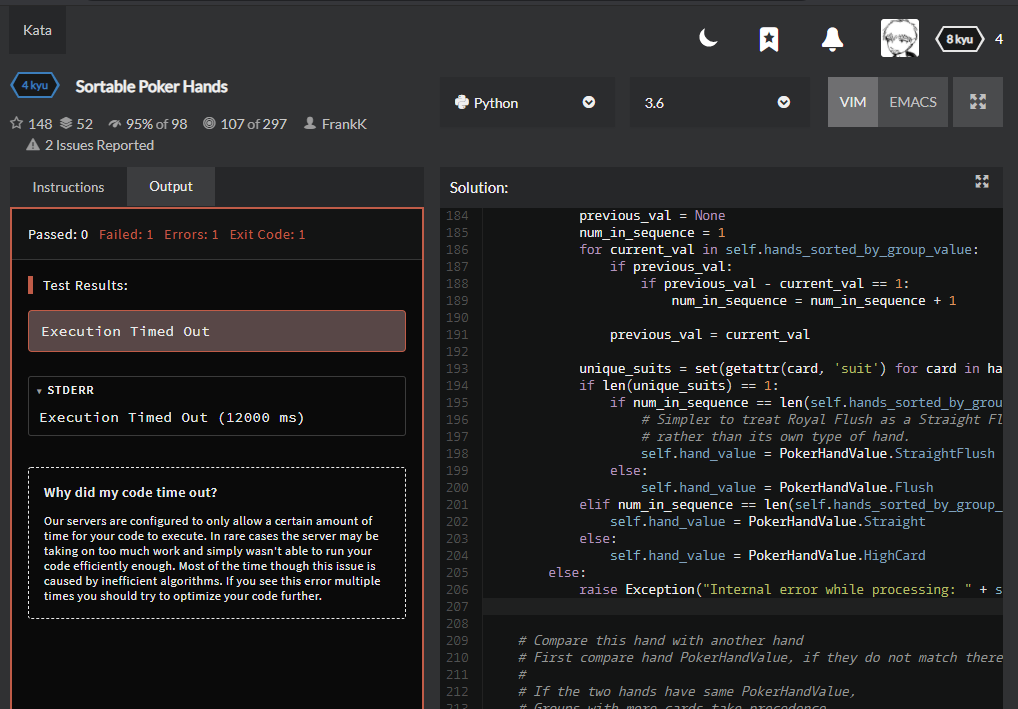 Kata
8 kyu
4
4 kyu
Sortable Poker Hands
148 52 95% of 98 107 of 297 FrankK
2 Issues Reported
Python
3.6
VIM
EMACS
Instructions
Output
Passed: 0 Failed: 1 Errors: 1 Exit Code: 1
Test Results:
Execution Timed Out
STDERR
Execution Timed Out (12000 ms)
Why did my code time out?
Our servers are configured to only allow a certain amount of
time for your code to execute. In rare cases the server may be
taking on too much work and simply wasn't able to run your
code efficiently enough. Most of the time though this issue is
caused by inefficient algorithms. If you see this error multiple
times you should try to optimize your code further.
Solution:
184 previous_val = None
185 num_in_sequence = 1
186 for current_val in self.hands_sorted_by_group_value:
187 if previous_val:
188 if previous_val - current_val == 1:
189 num_in_sequence = num_in_sequence + 1
190
191 previous_val = current_val
192
193 unique_suits = set(getattr(card, 'suit') for card in ha
194 if len(unique_suits) == 1:
195 if num_in_sequence == len(self.hands_sorted_by_grou
196 # Simpler to treat Royal Flush as a Straight Fl
197 # rather than its own type of hand.
198 self.hand_value = PokerHandValue.StraightFlush
199 else:
200 self.hand_value = PokerHandValue.Flush
201 elif num_in_sequence == len(self.hands_sorted_by_group_
202 self.hand_value = PokerHandValue.Straight
203 else:
204 self.hand_value = PokerHandValue.HighCard
205 else:
206 raise Exception("Internal error while processing: " + s
207
208
209 # Compare this hand with another hand
210 # First compare hand PokerHandValue, if they do not match there
211 #
212 # If the two hands have same PokerHandValue,
213 # Groups with more cards take precedence